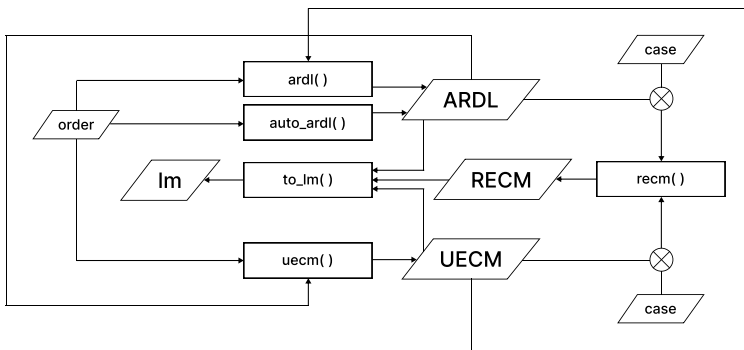 case
ardl( )
ARDL
order
auto_ardl( )
lm
to_lm( )
RECM
recm( )
uecm( )
UECM
case